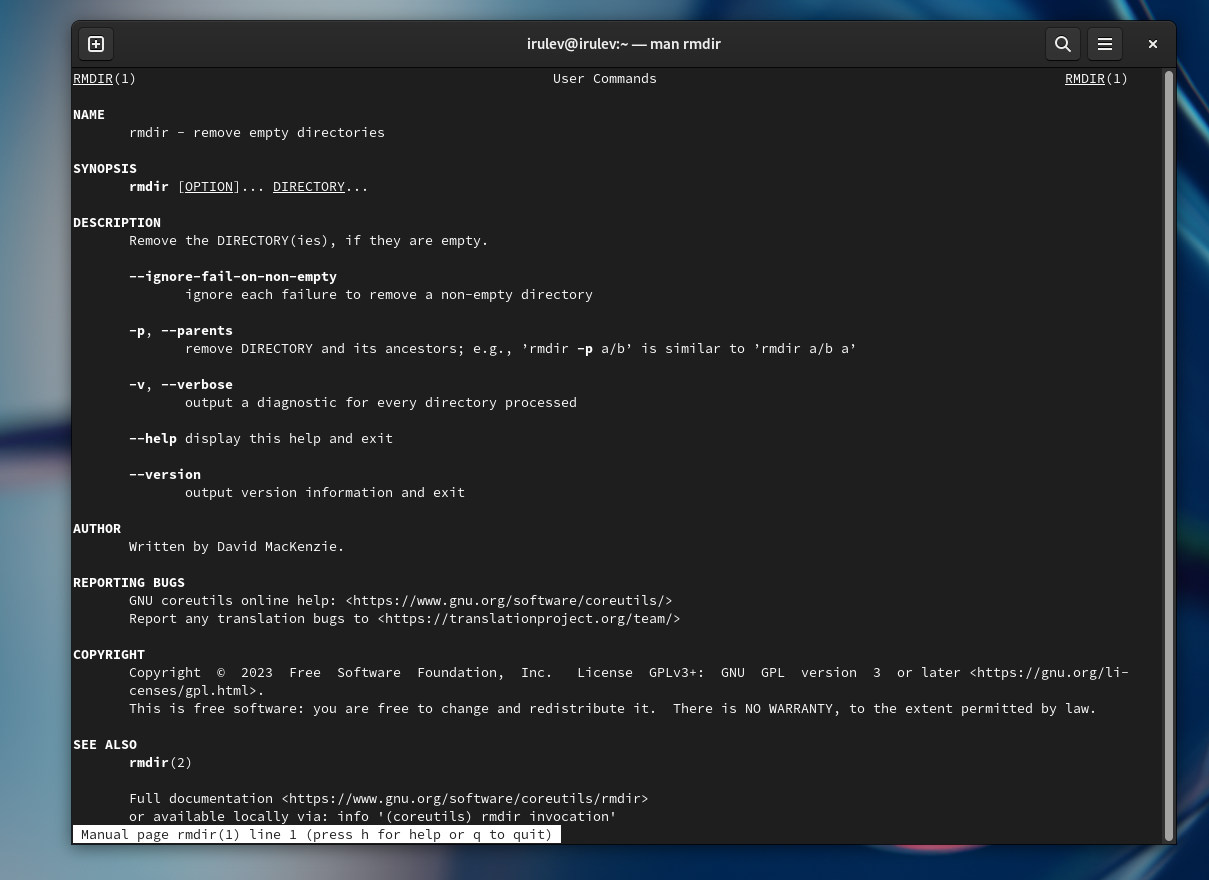 irulev@irulev:~ — man rmdir
RMDIR(1) User Commands RMDIR(1)
NAME
rmdir - remove empty directories
SYNOPSIS
rmdir [OPTION]... DIRECTORY...
DESCRIPTION
Remove the DIRECTORY(ies), if they are empty.
--ignore-fail-on-non-empty
ignore each failure to remove a non-empty directory
-p, --parents
remove DIRECTORY and its ancestors; e.g., ’rmdir -p a/b’ is similar to ’rmdir a/b a’
-v, --verbose
output a diagnostic for every directory processed
--help display this help and exit
--version
output version information and exit
AUTHOR
Written by David MacKenzie.
REPORTING BUGS
GNU coreutils online help: <https://www.gnu.org/software/coreutils/>
Report any translation bugs to <https://translationproject.org/team/>
COPYRIGHT
Copyright © 2023 Free Software Foundation, Inc. License GPLv3+: GNU GPL version 3 or later <https://gnu.org/li-
censes/gpl.html>.
This is free software: you are free to change and redistribute it. There is NO WARRANTY, to the extent permitted by law.
SEE ALSO
rmdir(2)
Full documentation <https://www.gnu.org/software/coreutils/rmdir>
or available locally via: info '(coreutils) rmdir invocation'
Manual page rmdir(1) line 1 (press h for help or q to quit)